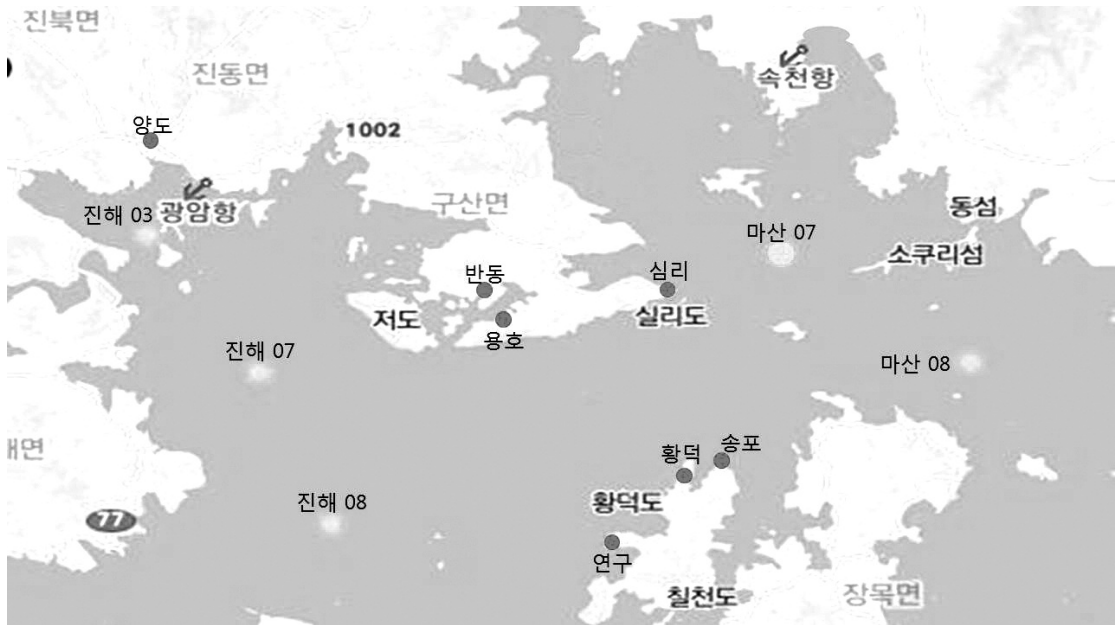 진북면
진동면
속천항
양도
1002
진해 03
광암항
구산면
동섬
마산 07
소쿠리섬
반동
심리
저도
실리도
용호
진해 07
마산 08
송포
황덕
진해 08
황덕도
77
연구
칠천도
장목면